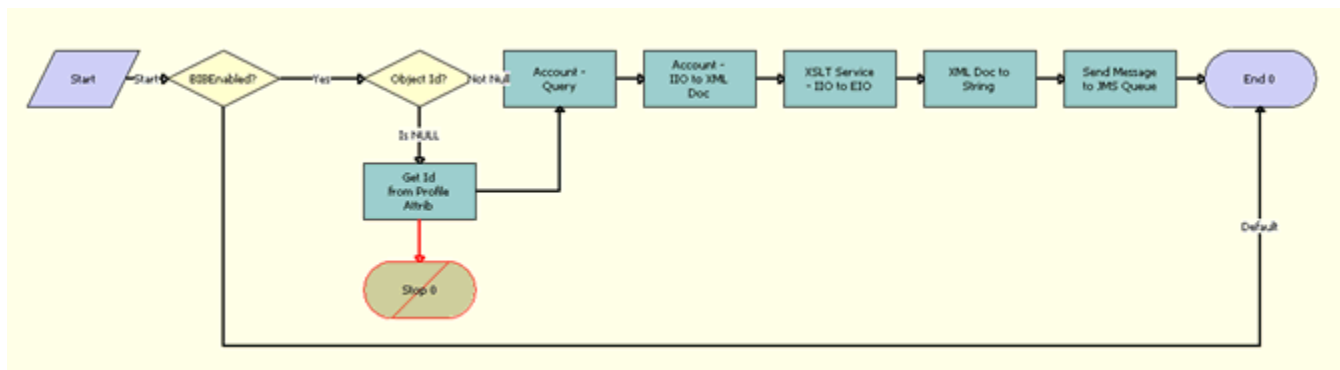 Start
Start
BIBEnabled?
Yes
Object Id?
Not Null
Account -
Query
Account -
IIO to XML
Doc
XSLT Service
- IIO to EIO
XML Doc to
String
Send Message
to JMS Queue
End 0
Is NULL
Get Id
from Profile
Attrib
Default
Stop 0